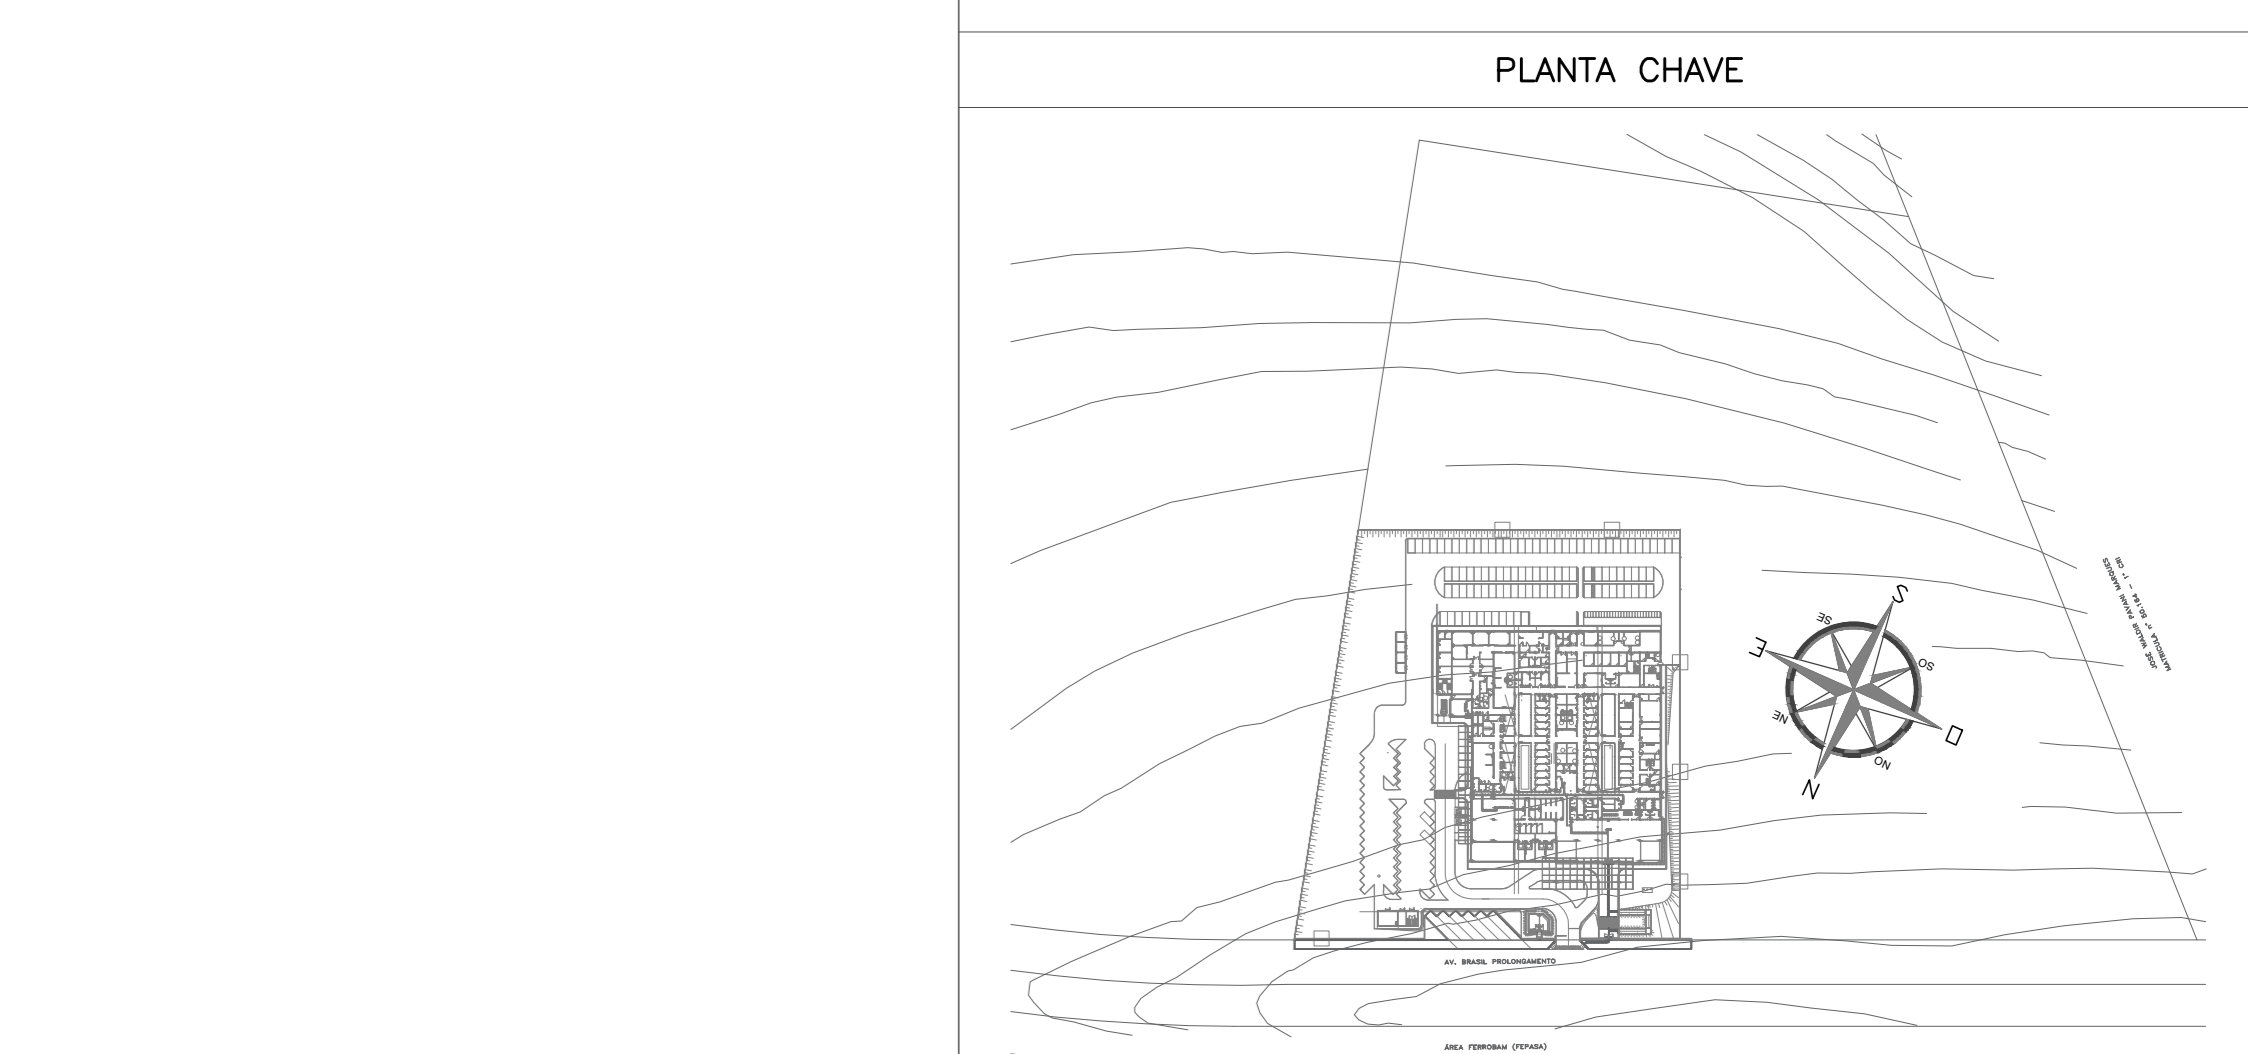 PLANTA CHAVE
JOSÉ WALDIR PAVANI MARQUES
MATRICULA nº 50.164 - 1º CRI
S
SE
E
SO
NE
O
NO
N
AV. BRASIL PROLONGAMENTO
ÁREA FERROBAM (FEPASA)